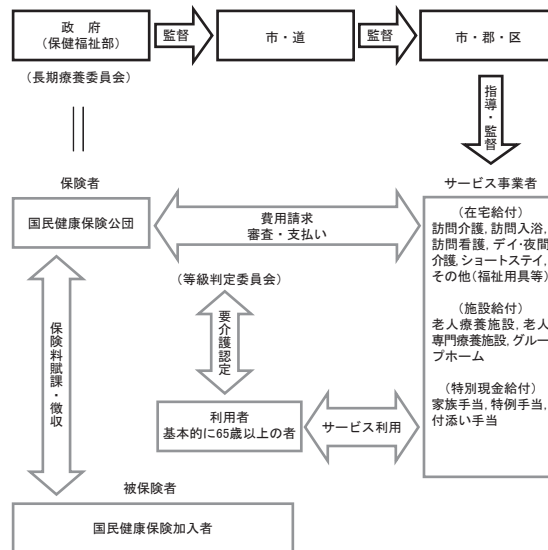 政　府
（保健福祉部）
監督
市・道
監督
市・郡・区
（長期療養委員会）
指導・監督
保険者
サービス事業者
国民健康保険公団
費用請求
審査・支払い
（在宅給付）
訪問介護，訪問入浴，
訪問看護，デイ・夜間
介護，ショートステイ，
その他（福祉用具等）
（施設給付）
老人療養施設，老人
専門療養施設，グルー
プホーム
（特別現金給付）
家族手当，特例手当，
付添い手当
（等級判定委員会）
要介護認定
保険料賦課・徴収
利用者
基本的に65歳以上の者
サービス利用
被保険者
国民健康保険加入者